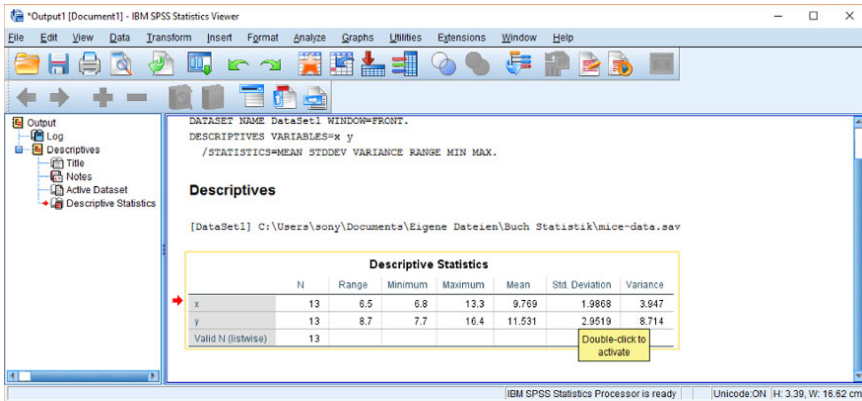 *Output1 [Document1] - IBM SPSS Statistics Viewer
File Edit View Data Transform Insert Format Analyze Graphs Utilities Extensions Window Help
Output
Log
Descriptives
Title
Notes
Active Dataset
Descriptive Statistics
DATASET NAME DataSet1 WINDOW=FRONT.
DESCRIPTIVES VARIABLES=x y
/STATISTICS=MEAN STDDEV VARIANCE RANGE MIN MAX.
Descriptives
[DataSet1] C:\Users\sony\Documents\Eigene Dateien\Buch Statistik\mice-data.sav
Descriptive Statistics
N Range Minimum Maximum Mean Std. Deviation Variance
x 13 6.5 6.8 13.3 9.769 1.9868 3.947
y 13 8.7 7.7 16.4 11.531 2.9519 8.714
Valid N (listwise) 13
Double-click to
activate
IBM SPSS Statistics Processor is ready Unicode:ON H: 3.39, W: 16.62 cm